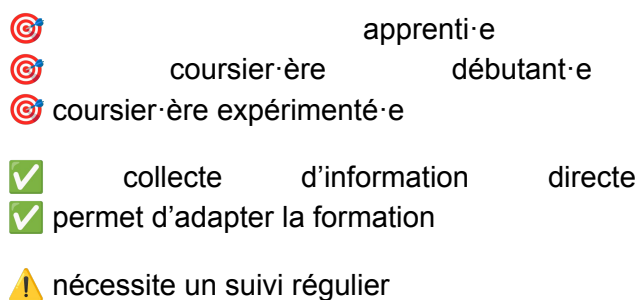 🎯 apprenti·e
🎯 coursier·ère débutant·e
🎯 coursier·ère expérimenté·e
✅ collecte d’information directe
✅ permet d’adapter la formation
⚠️ nécessite un suivi régulier